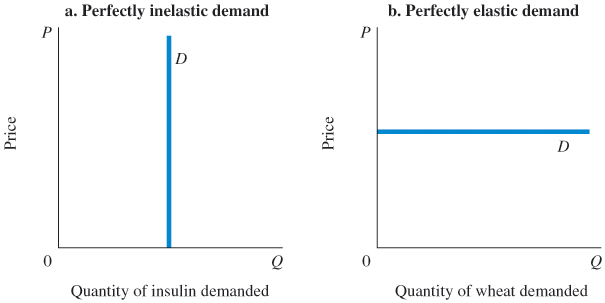 a. Perfectly inelastic demand
P
D
Price
0
Q
Quantity of insulin demanded
b. Perfectly elastic demand
P
Price
D
0
Q
Quantity of wheat demanded